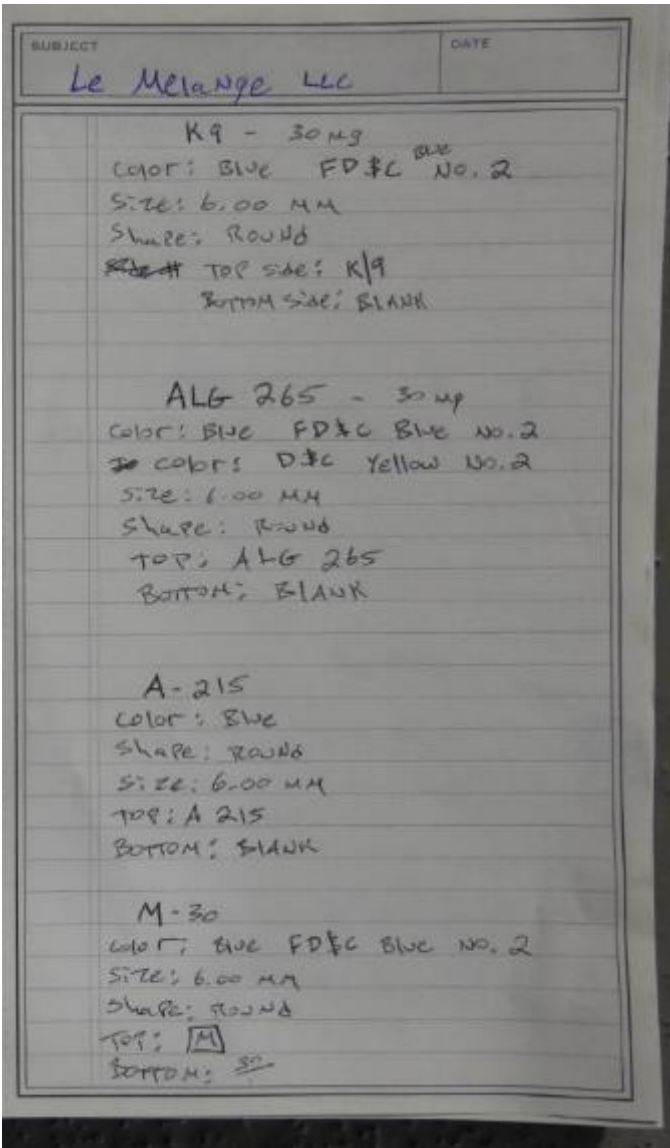 SUBJECT
DATE
Le Melange LLC
K9 - 30 mg
Color: Blue FD&C Blue No. 2
Size: 6.00 MM
Shape: Round
Top side: K/9
Bottom side: BLANK
ALG 265 - 30 mg
Color: Blue FD&C Blue No. 2
color: D&C Yellow No. 2
Size: 6.00 MM
Shape: Round
TOP: ALG 265
BOTTOM: BLANK
A-215
Color: Blue
Shape: Round
Size: 6.00 MM
TOP: A 215
BOTTOM: BLANK
M-30
Color: Blue FD&C Blue No. 2
Size: 6.00 MM
Shape: Round
TOP: M
BOTTOM: 30